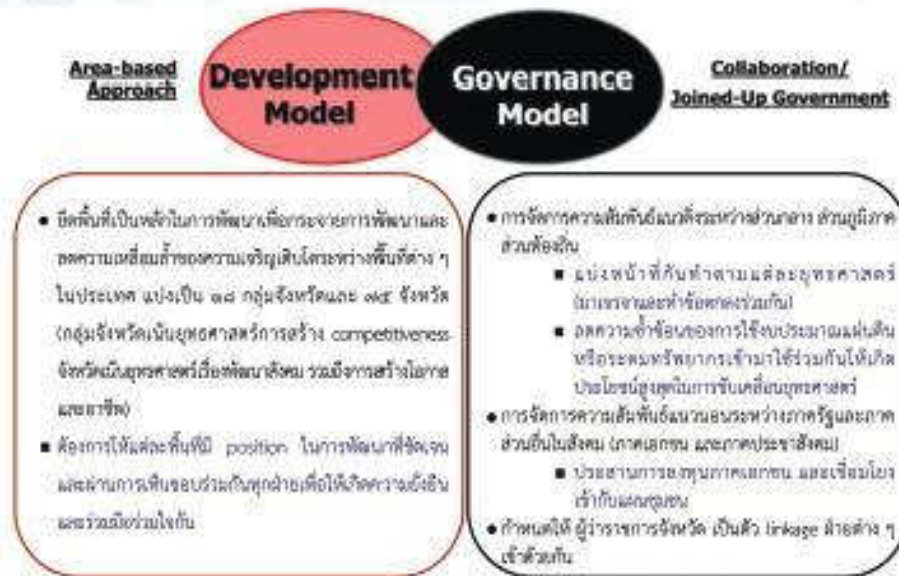 Area-based
Approach
Development
Model
Governance
Model
Collaboration/
Joined-Up Government
● ยึดพื้นที่เป็นหลักในการพัฒนาเพื่อกระจายการพัฒนาและ
ลดความเหลื่อมล้ำของความเจริญเติบโตระหว่างพื้นที่ต่าง ๆ
ในประเทศ แบ่งเป็น ๑๘ กลุ่มจังหวัดและ ๗๕ จังหวัด
(กลุ่มจังหวัดเน้นยุทธศาสตร์การสร้าง competitiveness
จังหวัดเน้นยุทธศาสตร์เรื่องพัฒนาสังคม รวมถึงการสร้างโอกาส
และอาชีพ)
■ ต้องการให้แต่ละพื้นที่มี position ในการพัฒนาที่ชัดเจน
และผ่านการเห็นชอบร่วมกันทุกฝ่ายเพื่อให้เกิดความยั่งยืน
และร่วมมือร่วมใจกัน
● การจัดการความสัมพันธ์แนวดิ่งระหว่างส่วนกลาง ส่วนภูมิภาค
ส่วนท้องถิ่น
■ แบ่งหน้าที่กันทำตามแต่ละยุทธศาสตร์
(มาเจรจาและทำข้อตกลงร่วมกัน)
■ ลดความซ้ำซ้อนของการใช้งบประมาณแผ่นดิน
หรือระดมทรัพยากรเข้ามาใช้ร่วมกันให้เกิด
ประโยชน์สูงสุดในการขับเคลื่อนยุทธศาสตร์
● การจัดการความสัมพันธ์แนวนอนระหว่างภาครัฐและภาค
ส่วนอื่นในสังคม (ภาคเอกชน และภาคประชาสังคม)
■ ประสานการลงทุนภาคเอกชน และเชื่อมโยง
เข้ากับแผนชุมชน
● กำหนดให้ ผู้ว่าราชการจังหวัด เป็นตัว linkage ฝ่ายต่าง ๆ
เข้าด้วยกัน